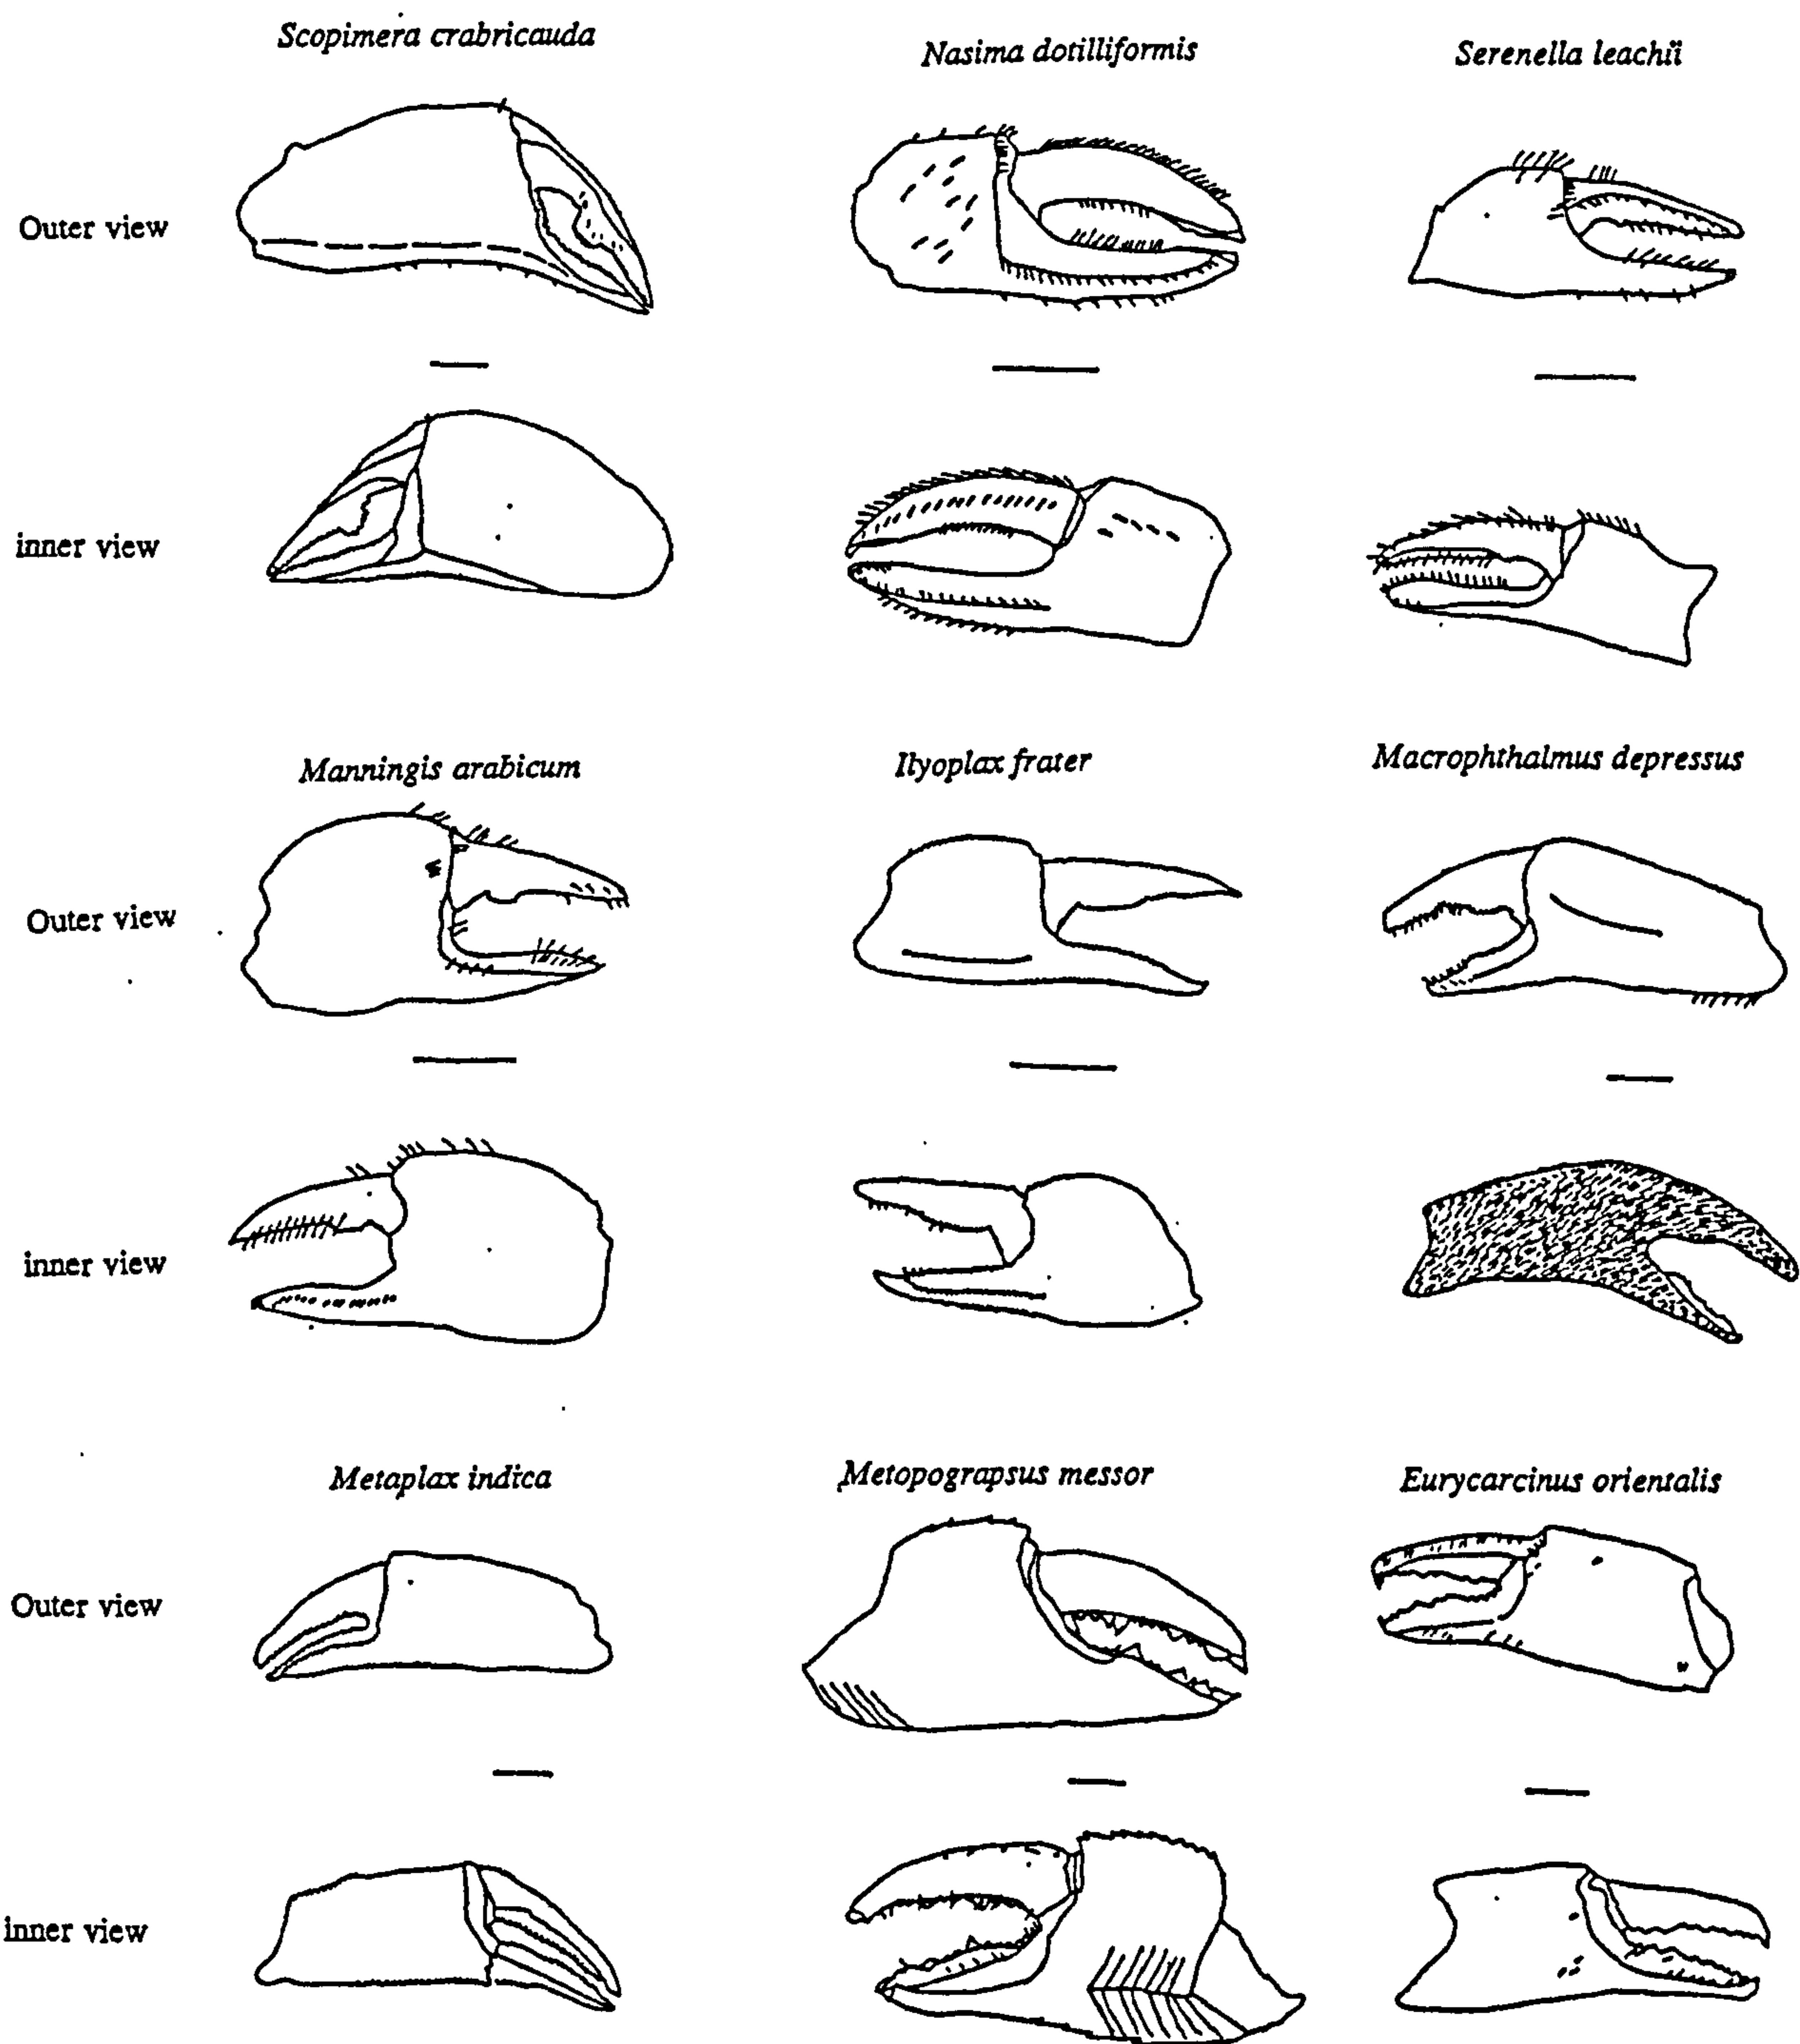 Scopimera crabricauda
Nasima dotilliformis
Serenella leachii
Outer view
inner view
Manningis arabicum
Ilyoplax frater
Macrophthalmus depressus
Outer view
inner view
Metaplax indica
Metopograpsus messor
Eurycarcinus orientalis
Outer view
inner view